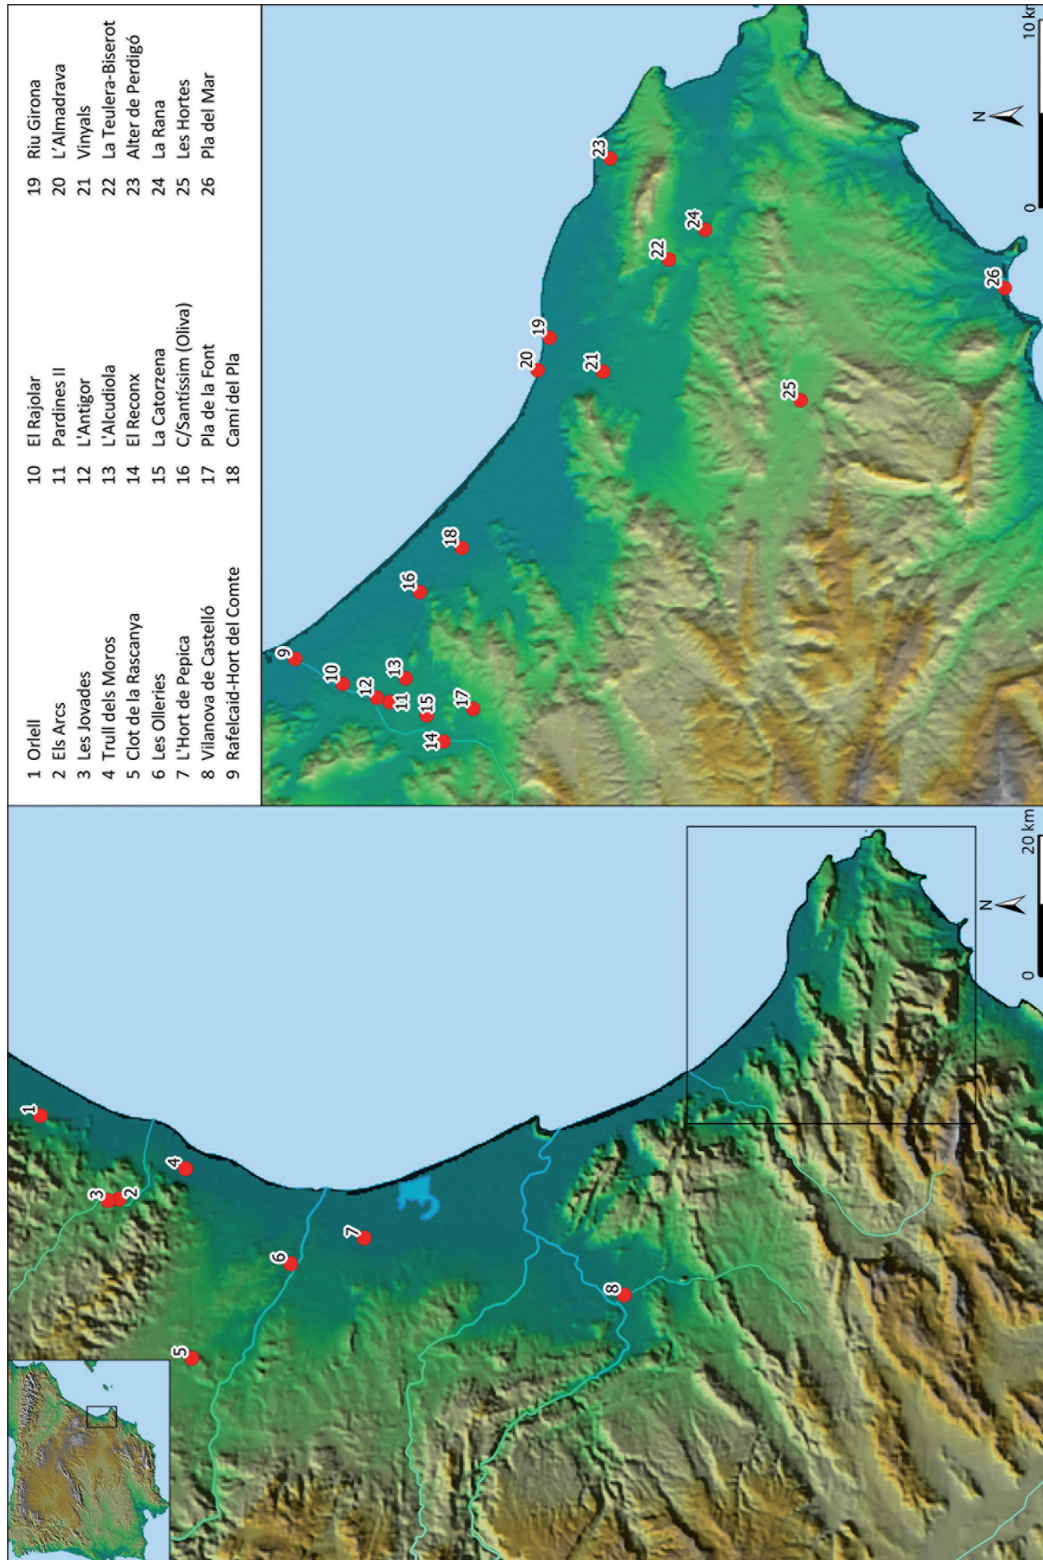 1 Orlell
2 Els Arcs
3 Les Jovades
4 Trull dels Moros
5 Clot de la Rascanya
6 Les Olleries
7 L'Hort de Pepica
8 Vilanova de Castelló
9 Rafelcaid-Hort del Comte
10 El Rajolar
11 Pardines II
12 L'Antigor
13 L'Alcudiola
14 El Reconx
15 La Catorzena
16 C/Santíssim (Oliva)
17 Pla de la Font
18 Camí del Pla
19 Riu Girona
20 L'Almadrava
21 Vinyals
22 La Teulera-Biserot
23 Alter de Perdigó
24 La Rana
25 Les Hortes
26 Pla del Mar
1
2
3
4
5
6
7
8
N
0 20 km
9
10
11
12
13
14
15
16
17
18
19
20
21
22
23
24
25
26
N
0 10 km